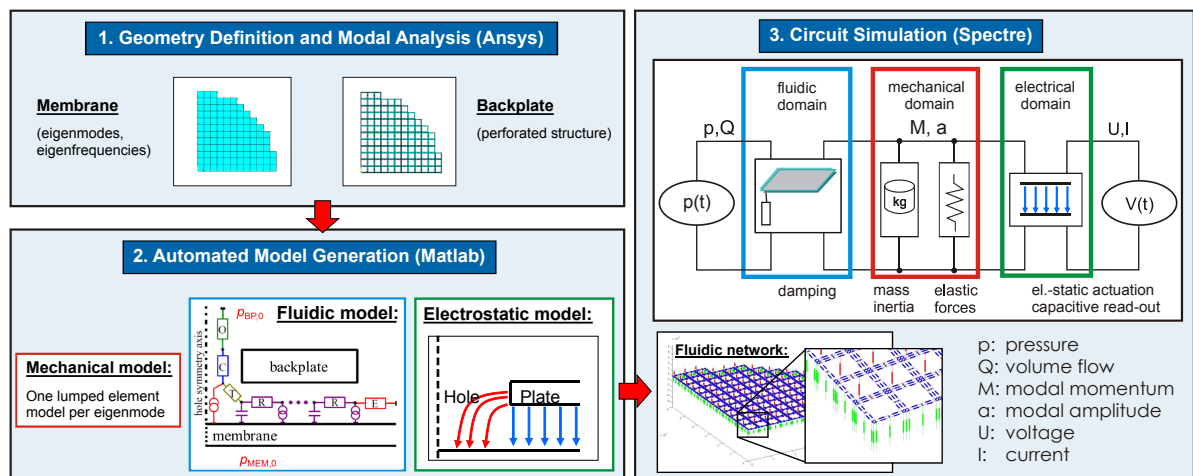 1. Geometry Definition and Modal Analysis (Ansys)
Membrane
(eigenmodes,
eigenfrequencies)
Backplate
(perforated structure)
2. Automated Model Generation (Matlab)
Mechanical model:
One lumped element
model per eigenmode
Fluidic model:
pBP,0
hole symmetry axis
O
C
T
backplate
R
R
R
E
membrane
pMEM,0
Electrostatic model:
Hole
Plate
3. Circuit Simulation (Spectre)
fluidic
domain
mechanical
domain
electrical
domain
p,Q
M, a
U,I
p(t)
kg
V(t)
damping
mass
inertia
elastic
forces
el.-static actuation
capacitive read-out
Fluidic network:
p: pressure
Q: volume flow
M: modal momentum
a: modal amplitude
U: voltage
I: current